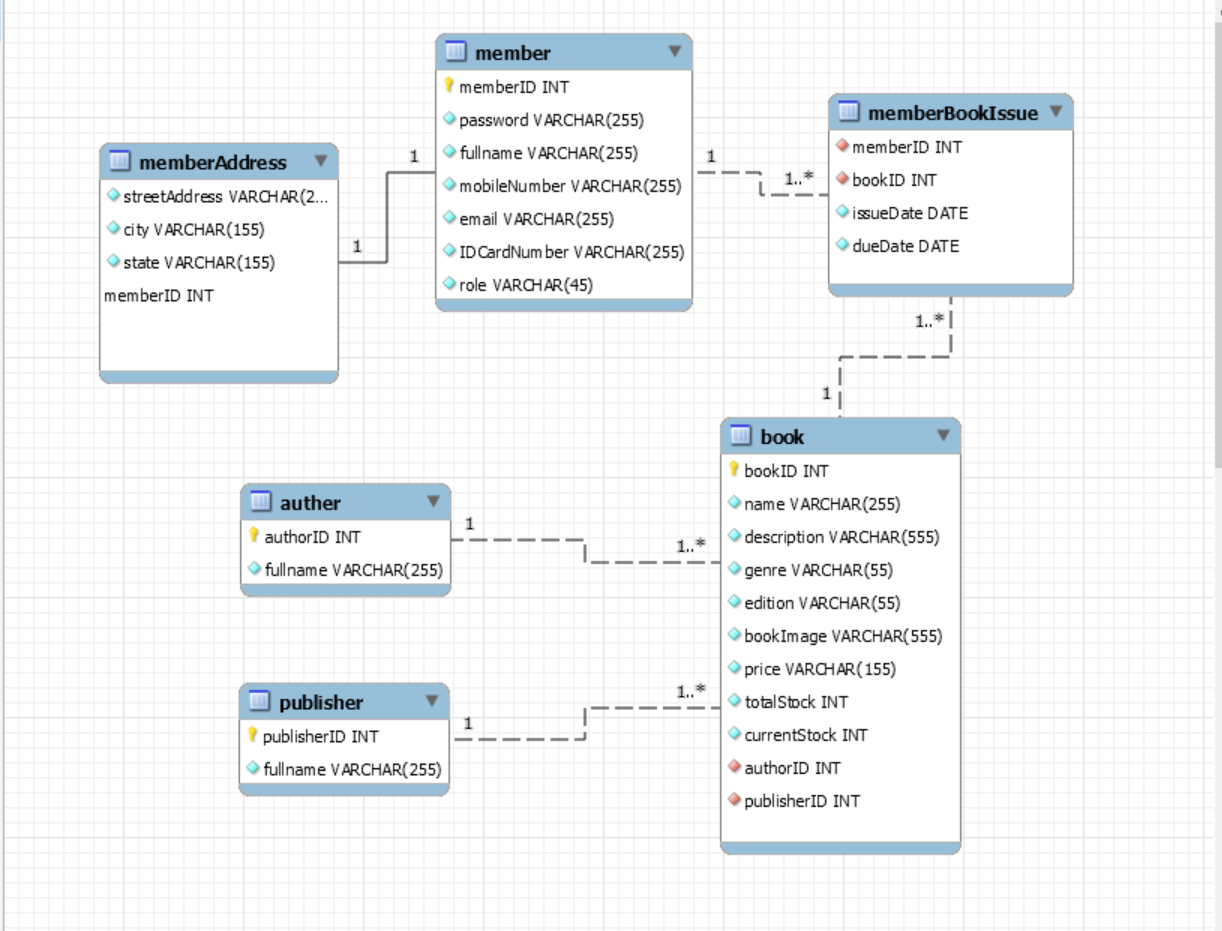 member
memberID INT
password VARCHAR(255)
fullname VARCHAR(255)
mobileNumber VARCHAR(255)
email VARCHAR(255)
IDCardNumber VARCHAR(255)
role VARCHAR(45)
memberBookIssue
memberID INT
bookID INT
issueDate DATE
dueDate DATE
memberAddress
streetAddress VARCHAR(2...
city VARCHAR(155)
state VARCHAR(155)
memberID INT
1
1
1
1..*
1..*
1
book
bookID INT
name VARCHAR(255)
description VARCHAR(555)
genre VARCHAR(55)
edition VARCHAR(55)
bookImage VARCHAR(555)
price VARCHAR(155)
totalStock INT
currentStock INT
authorID INT
publisherID INT
auther
authorID INT
fullname VARCHAR(255)
1
1..*
publisher
publisherID INT
fullname VARCHAR(255)
1
1..*